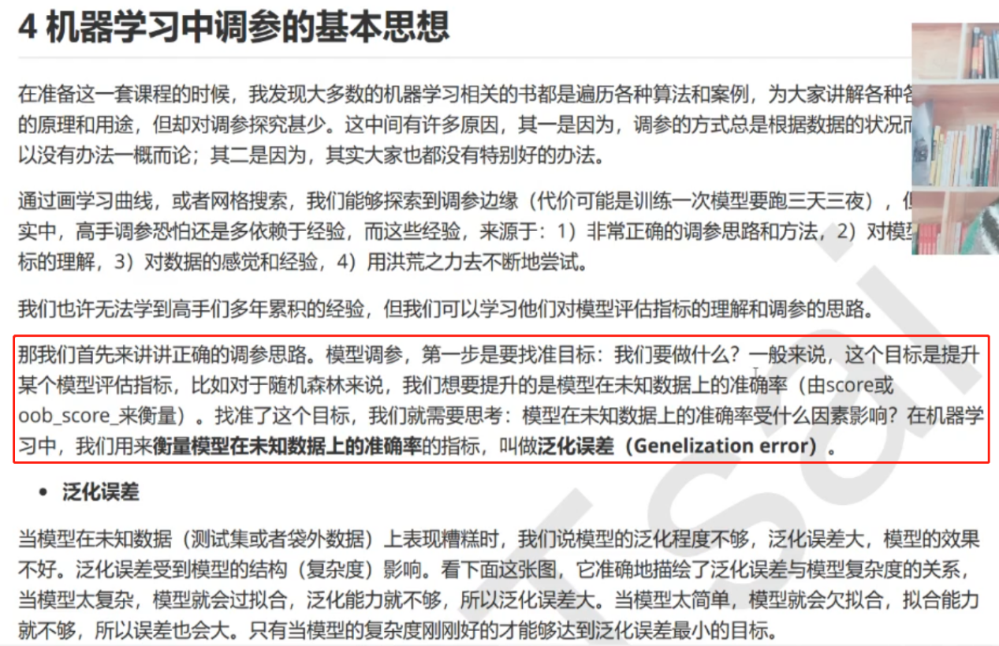 4 机器学习中调参的基本思想
在准备这一套课程的时候，我发现大多数的机器学习相关的书都是遍历各种算法和案例，为大家讲解各种各
的原理和用途，但却对调参探究甚少。这中间有许多原因，其一是因为，调参的方式总是根据数据的状况而
以没有办法一概而论；其二是因为，其实大家也都没有特别好的办法。
通过画学习曲线，或者网格搜索，我们能够探索到调参边缘（代价可能是训练一次模型要跑三天三夜），但
实中，高手调参恐怕还是多依赖于经验，而这些经验，来源于：1）非常正确的调参思路和方法，2）对模型
标的理解，3）对数据的感觉和经验，4）用洪荒之力去不断地尝试。
我们也许无法学到高手们多年累积的经验，但我们可以学习他们对模型评估指标的理解和调参的思路。
那我们首先来讲讲正确的调参思路。模型调参，第一步是要找准目标：我们要做什么？一般来说，这个目标是提升
某个模型评估指标，比如对于随机森林来说，我们想要提升的是模型在未知数据上的准确率（由score或
oob_score_来衡量）。找准了这个目标，我们就需要思考：模型在未知数据上的准确率受什么因素影响？在机器学
习中，我们用来衡量模型在未知数据上的准确率的指标，叫做泛化误差（Genelization error）。
• 泛化误差
当模型在未知数据（测试集或者袋外数据）上表现糟糕时，我们说模型的泛化程度不够，泛化误差大，模型的效果
不好。泛化误差受到模型的结构（复杂度）影响。看下面这张图，它准确地描绘了泛化误差与模型复杂度的关系，
当模型太复杂，模型就会过拟合，泛化能力就不够，所以泛化误差大。当模型太简单，模型就会欠拟合，拟合能力
就不够，所以误差也会大。只有当模型的复杂度刚刚好的才能够达到泛化误差最小的目标。
Tsai